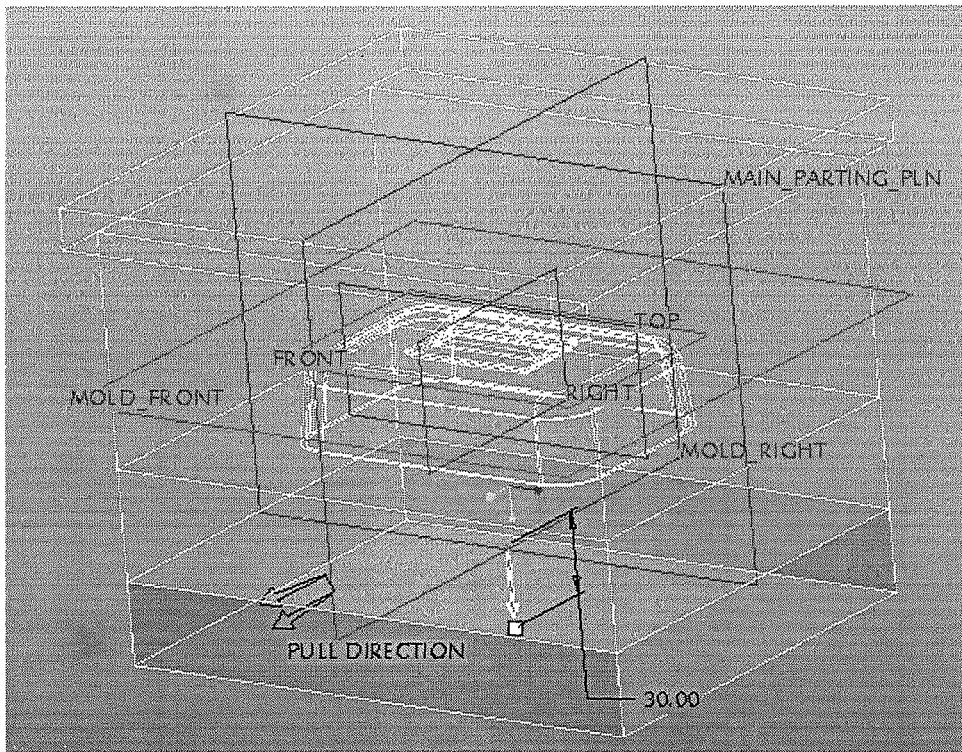 MAIN_PARTING_PLN
TOP
FRONT
RIGHT
MOLD_FRONT
MOLD_RIGHT
PULL DIRECTION
30.00